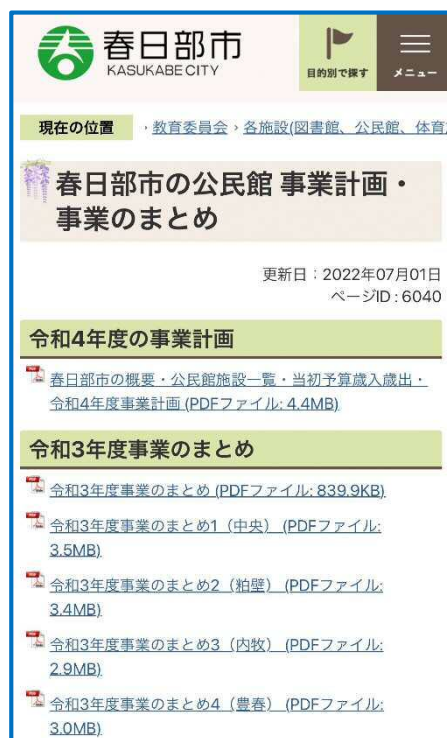 春日部市
KASUKABE CITY
目的別で探す
メニュー
現在の位置
›教育委員会›各施設(図書館、公民館、体育
春日部市の公民館 事業計画・
事業のまとめ
更新日：2022年07月01日
ページID：6040
令和4年度の事業計画
春日部市の概要・公民館施設一覧・当初予算歳入歳出・
令和4年度事業計画 (PDFファイル: 4.4MB)
令和3年度事業のまとめ
令和3年度事業のまとめ (PDFファイル: 839.9KB)
令和3年度事業のまとめ1（中央） (PDFファイル:
3.5MB)
令和3年度事業のまとめ2（粕壁） (PDFファイル:
3.4MB)
令和3年度事業のまとめ3（内牧） (PDFファイル:
2.9MB)
令和3年度事業のまとめ4（豊春） (PDFファイル:
3.0MB)